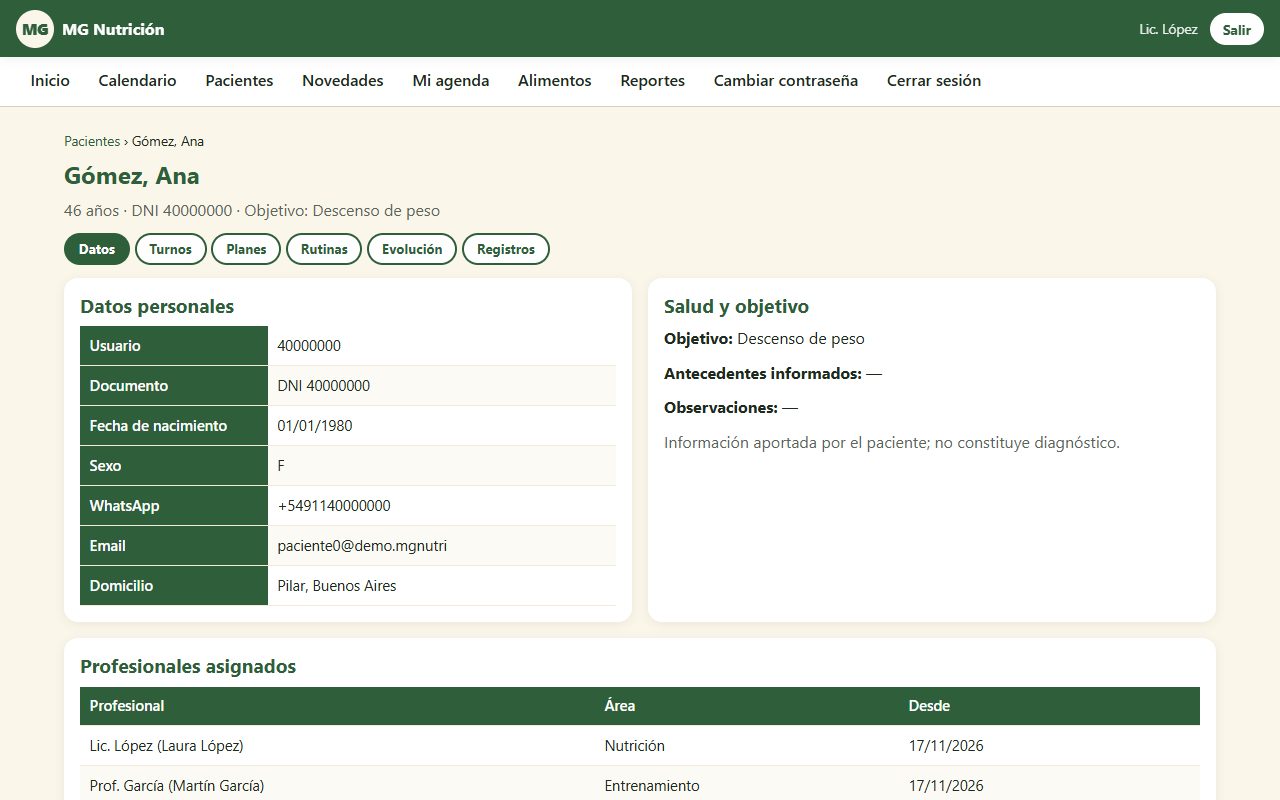 MG MG Nutrición Lic. López Salir
Inicio Calendario Pacientes Novedades Mi agenda Alimentos Reportes Cambiar contraseña Cerrar sesión
Pacientes › Gómez, Ana
Gómez, Ana
46 años · DNI 40000000 · Objetivo: Descenso de peso
Datos Turnos Planes Rutinas Evolución Registros
Datos personales
Usuario 40000000
Documento DNI 40000000
Fecha de nacimiento 01/01/1980
Sexo F
WhatsApp +5491140000000
Email paciente0@demo.mgnutri
Domicilio Pilar, Buenos Aires
Salud y objetivo
Objetivo: Descenso de peso
Antecedentes informados: —
Observaciones: —
Información aportada por el paciente; no constituye diagnóstico.
Profesionales asignados
Profesional Área Desde
Lic. López (Laura López) Nutrición 17/11/2026
Prof. García (Martín García) Entrenamiento 17/11/2026